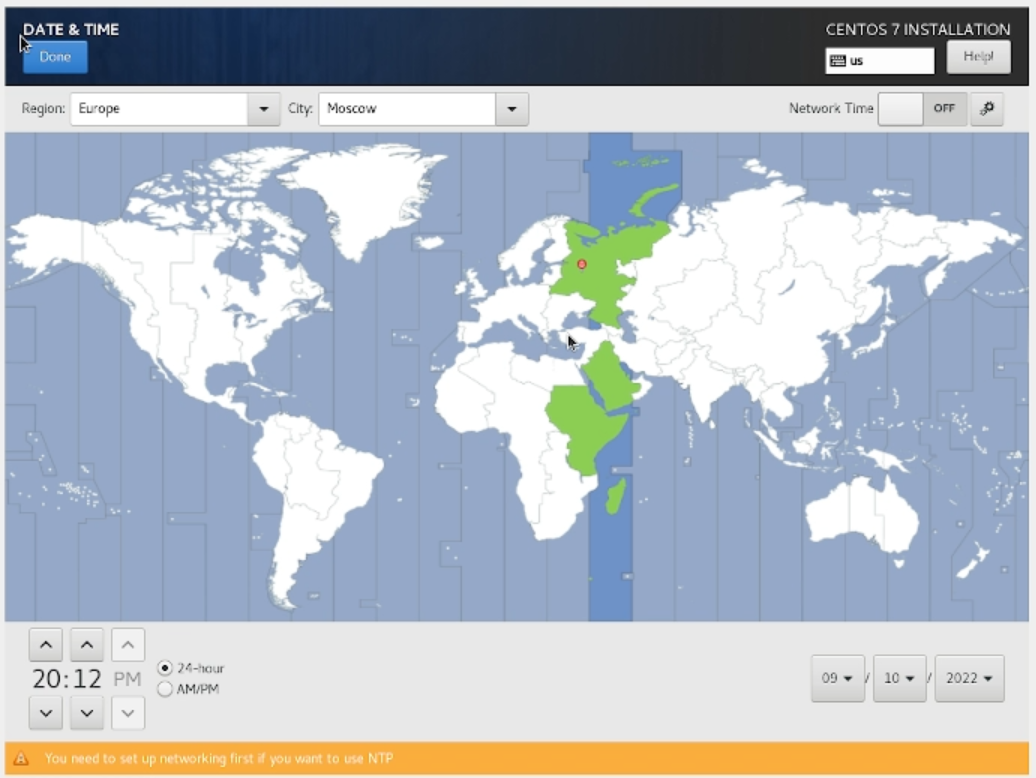 DATE & TIME
CENTOS 7 INSTALLATION
Done
us
Help!
Region: Europe City: Moscow Network Time OFF
20:12 PM
24-hour
AM/PM
09 / 10 / 2022
You need to set up networking first if you want to use NTP